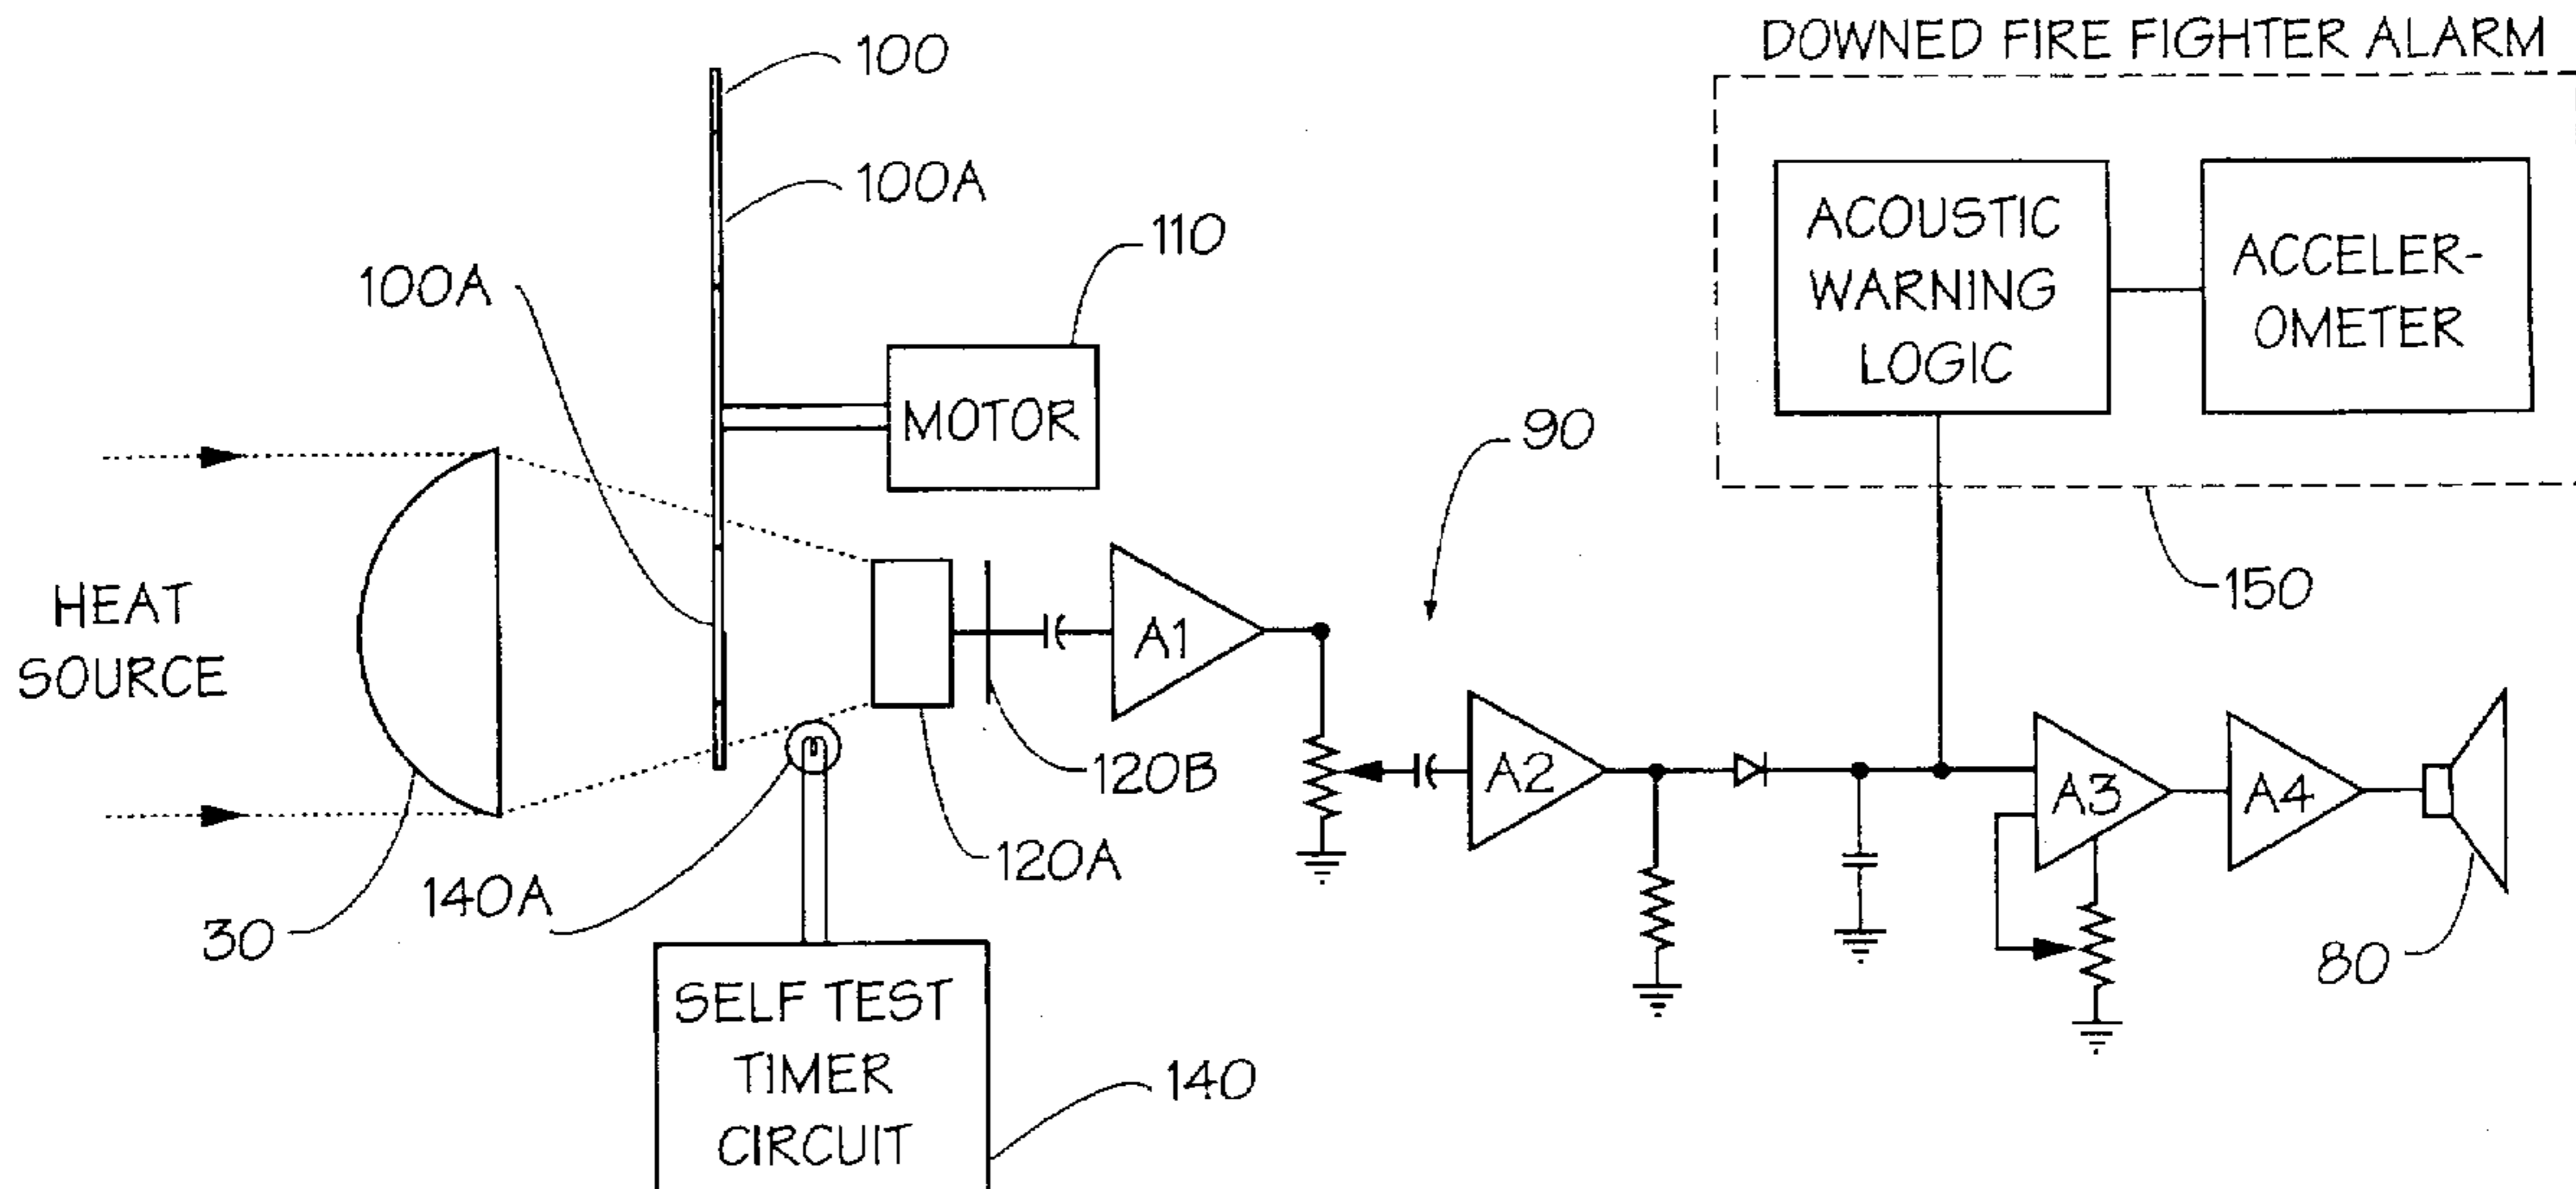 DOWNED FIRE FIGHTER ALARM
100
100A
110
100A
ACOUSTIC
WARNING
LOGIC
ACCELER-
OMETER
MOTOR
90
150
HEAT
SOURCE
A1
120B
A2
A3
A4
120A
140A
30
80
SELF TEST
TIMER
CIRCUIT
140